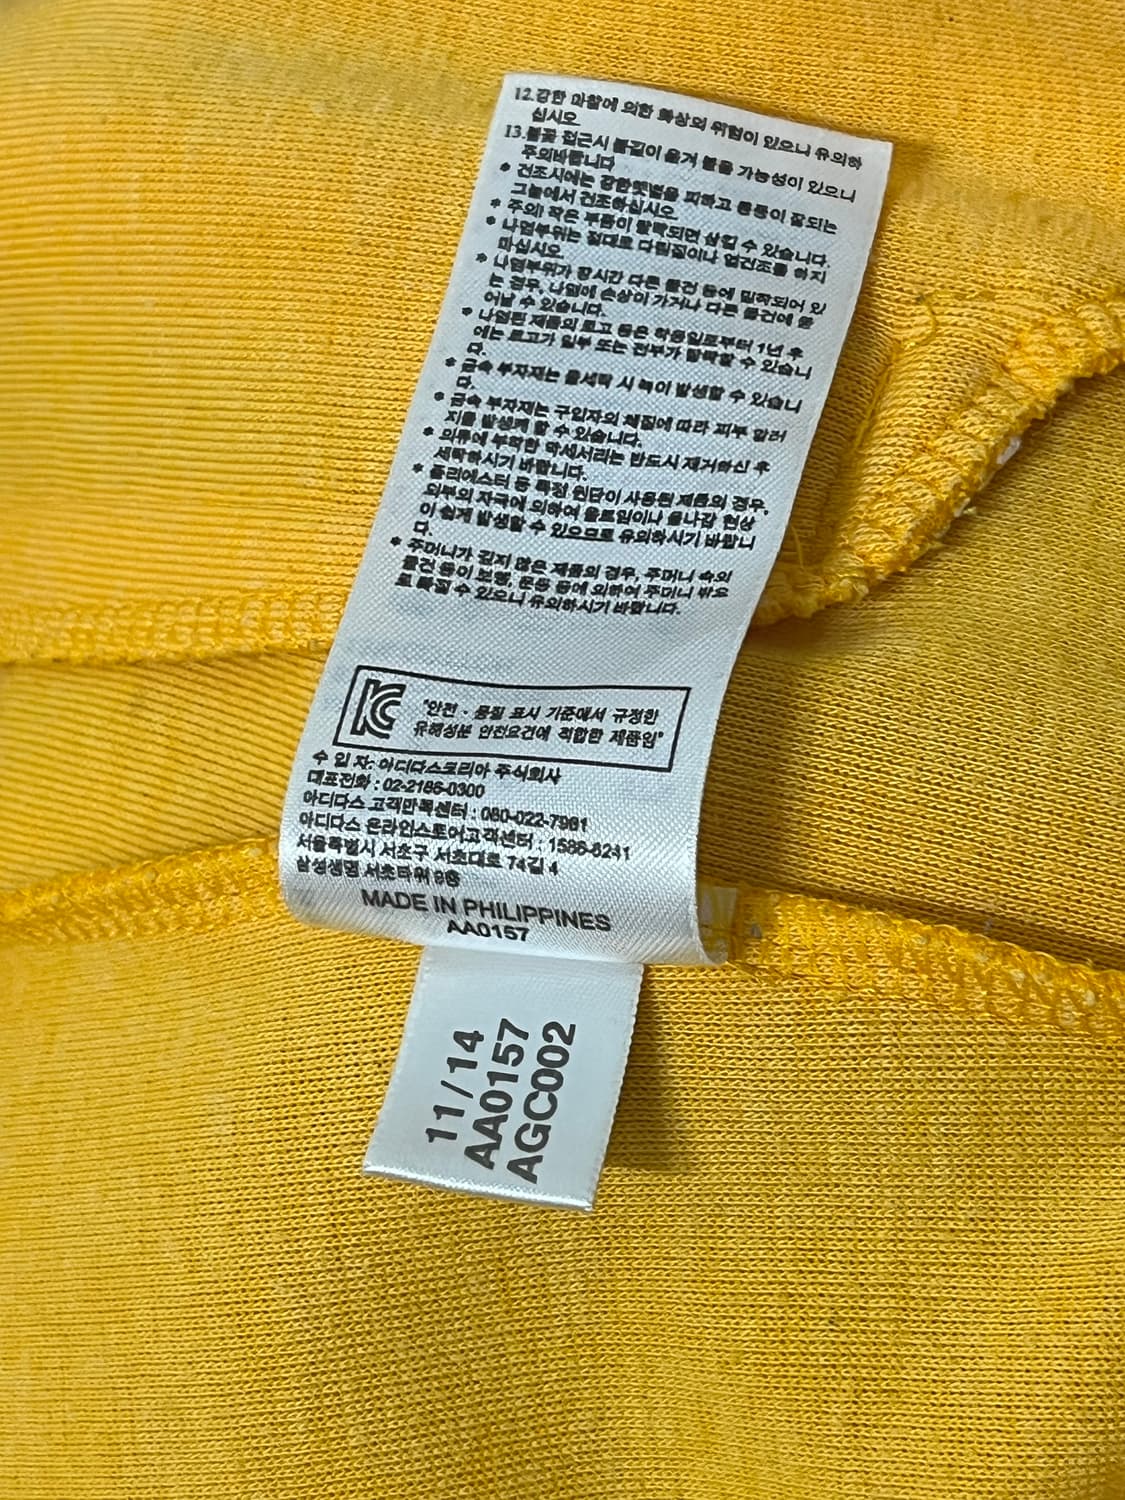 12.강한 마찰에 의한 화상의 위험이 있으니 유의하
십시오
13.불꽃 접근시 불길이 옮겨 붙을 가능성이 있으니
주의바랍니다
* 건조시에는 강한햇볕을 피하고 통풍이 잘되는
그늘에서 건조하십시오.
* 주의! 작은 부품이 탈락되면 삼킬 수 있습니다.
* 나염부위는 절대로 다림질이나 열건조를 하지
마십시오.
* 나염부위가 장시간 다른 물건 등에 밀착되어 있
는 경우, 나염에 손상이 가거나 다른 물건에 묻
어날 수 있습니다.
* 나염된 제품의 로고 등은 착용일로부터 1년 후
에는 로고가 일부 또는 전부가 탈락할 수 있습니
다.
* 금속 부자재는 물세탁 시 녹이 발생할 수 있습니
다.
* 금속 부자재는 구입자의 체질에 따라 피부 알러
지를 발생케 할 수 있습니다.
* 의류에 부착한 악세서리는 반드시 제거하신 후
세탁하시기 바랍니다.
* 폴리에스터 등 특정 원단이 사용된 제품의 경우,
외부의 자극에 의하여 올트임이나 올나감 현상
이 쉽게 발생할 수 있으므로 유의하시기 바랍니
다.
* 주머니가 깊지 않은 제품의 경우, 주머니 속의
물건 등이 보행, 운동 등에 의하여 주머니 밖으
로 빠질 수 있으니 유의하시기 바랍니다.
KC
"안전 · 품질 표시 기준에서 규정한
유해성분 안전요건에 적합한 제품임"
수 입 자: 아디다스코리아 주식회사
대표전화 : 02-2186-0300
아디다스 고객만족센터 : 080-022-7981
아디다스 온라인스토어고객센터 : 1588-8241
서울특별시 서초구 서초대로 74길 4
삼성생명 서초타워 9층
MADE IN PHILIPPINES
AA0157
11/14
AA0157
AGC002